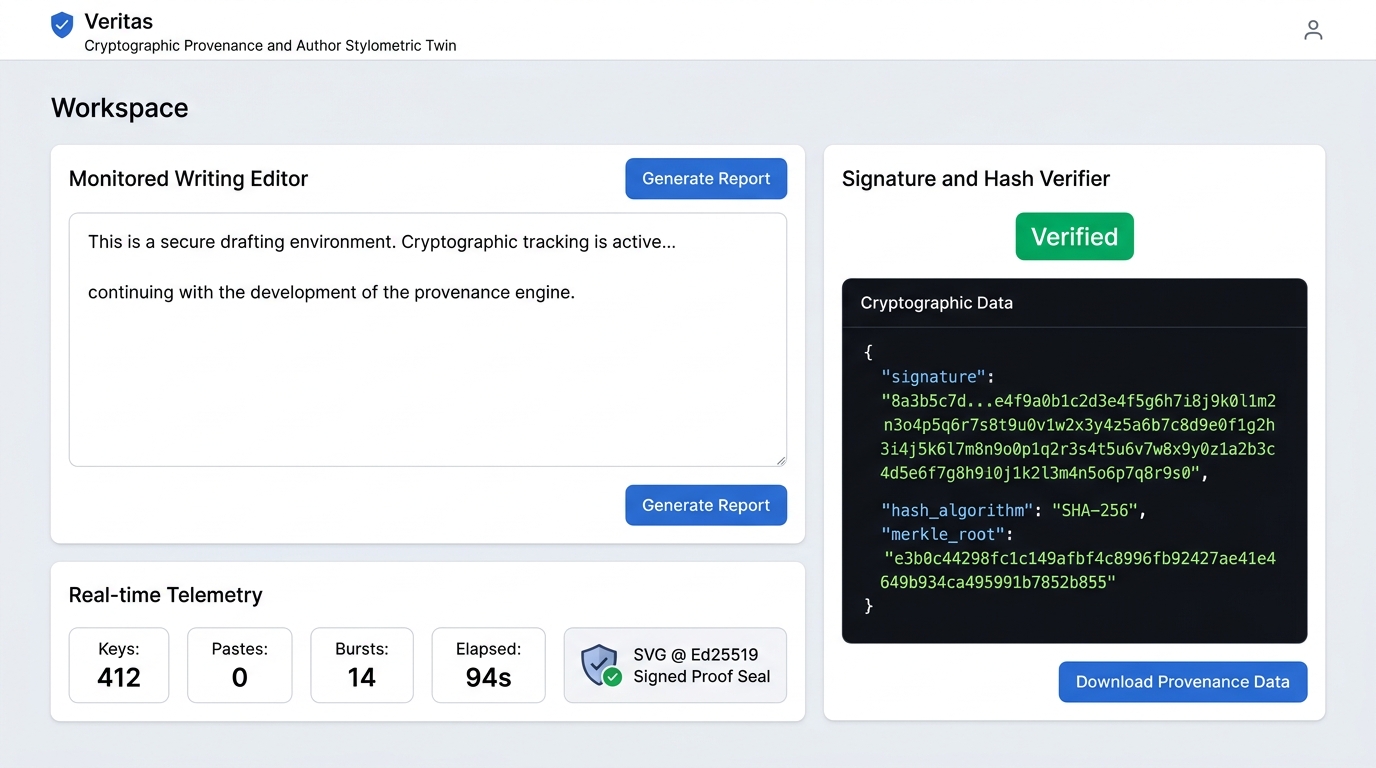 Veritas
Cryptographic Provenance and Author Stylometric Twin
Workspace
Monitored Writing Editor
Generate Report
This is a secure drafting environment. Cryptographic tracking is active...
continuing with the development of the provenance engine.
Generate Report
Real-time Telemetry
Keys:
412
Pastes:
0
Bursts:
14
Elapsed:
94s
SVG @ Ed25519
Signed Proof Seal
Signature and Hash Verifier
Verified
Cryptographic Data
{
"signature":
"8a3b5c7d...e4f9a0b1c2d3e4f5g6h7i8j9k0l1m2
n3o4p5q6r7s8t9u0v1w2x3y4z5a6b7c8d9e0f1g2h
3i4j5k6l7m8n9o0p1q2r3s4t5u6v7w8x9y0z1a2b3c
4d5e6f7g8h9i0j1k2l3m4n5o6p7q8r9s0",
"hash_algorithm": "SHA-256",
"merkle_root":
"e3b0c44298fc1c149afbf4c8996fb92427ae41e4
649b934ca495991b7852b855"
}
Download Provenance Data